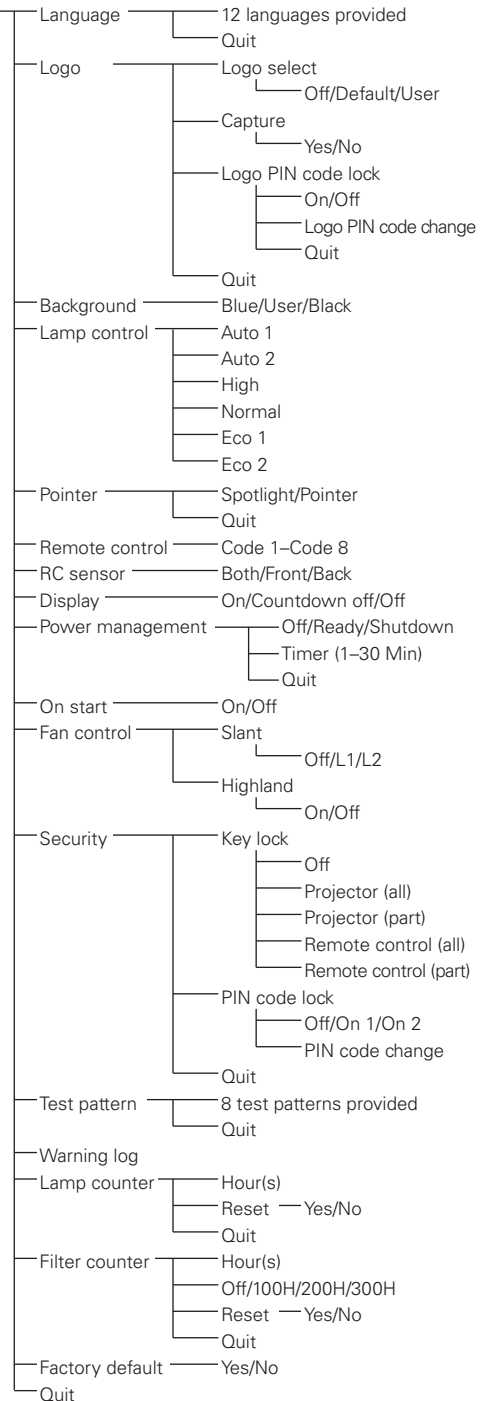 Language 12 languages provided
Quit
Logo Logo select
Off/Default/User
Capture
Yes/No
Logo PIN code lock
On/Off
Logo PIN code change
Quit
Quit
Background Blue/User/Black
Lamp control Auto 1
Auto 2
High
Normal
Eco 1
Eco 2
Pointer Spotlight/Pointer
Quit
Remote control Code 1–Code 8
RC sensor Both/Front/Back
Display On/Countdown off/Off
Power management Off/Ready/Shutdown
Timer (1–30 Min)
Quit
On start On/Off
Fan control Slant
Off/L1/L2
Highland
On/Off
Security Key lock
Off
Projector (all)
Projector (part)
Remote control (all)
Remote control (part)
PIN code lock
Off/On 1/On 2
PIN code change
Quit
Test pattern 8 test patterns provided
Quit
Warning log
Lamp counter Hour(s)
Reset Yes/No
Quit
Filter counter Hour(s)
Off/100H/200H/300H
Reset Yes/No
Quit
Factory default Yes/No
Quit